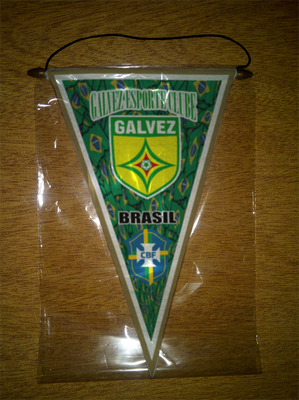 GALVEZ ESPORTE CLUBE
GALVEZ
BRASIL
CBF